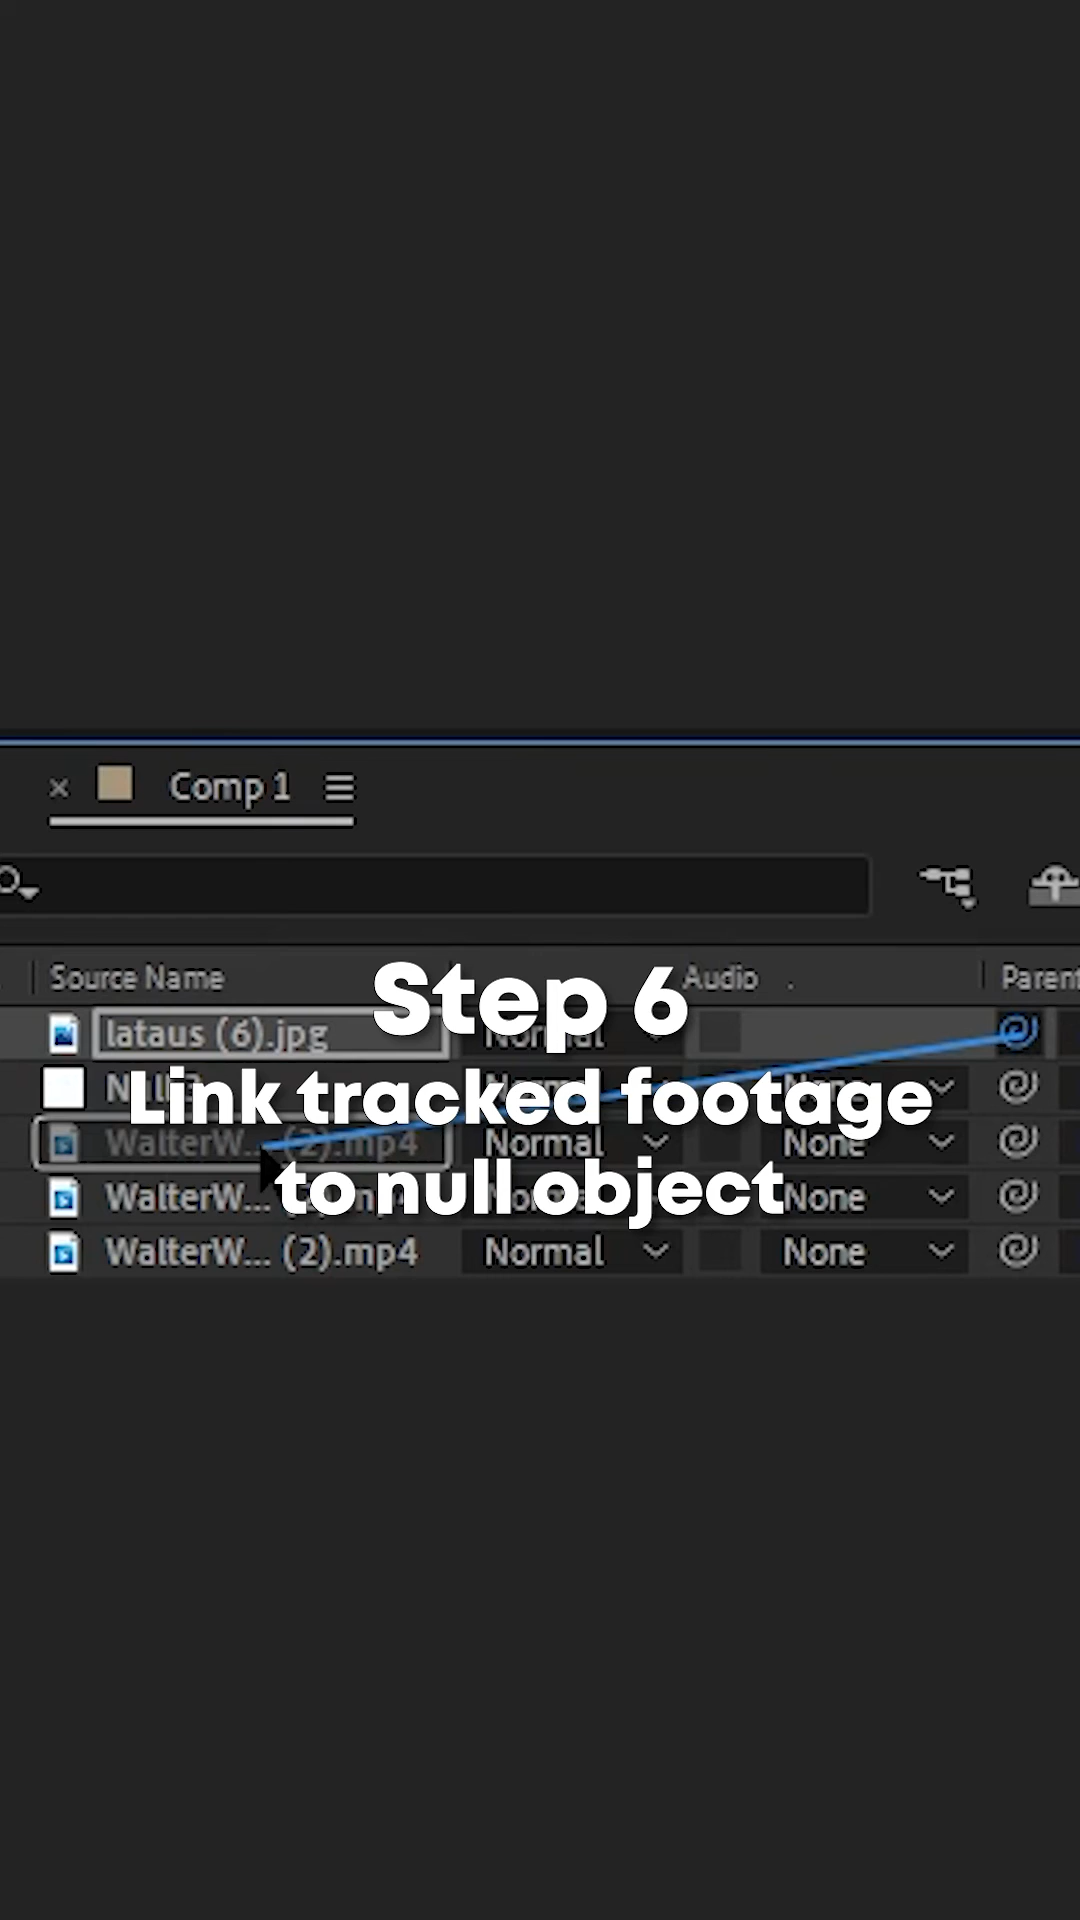 Comp 1
Source Name
Audio
Parent
lataus (6).jpg
Normal
WalterW... (2).mp4
Normal
None
WalterW...
None
WalterW... (2).mp4
Normal
None
Step 6
Link tracked footage
to null object